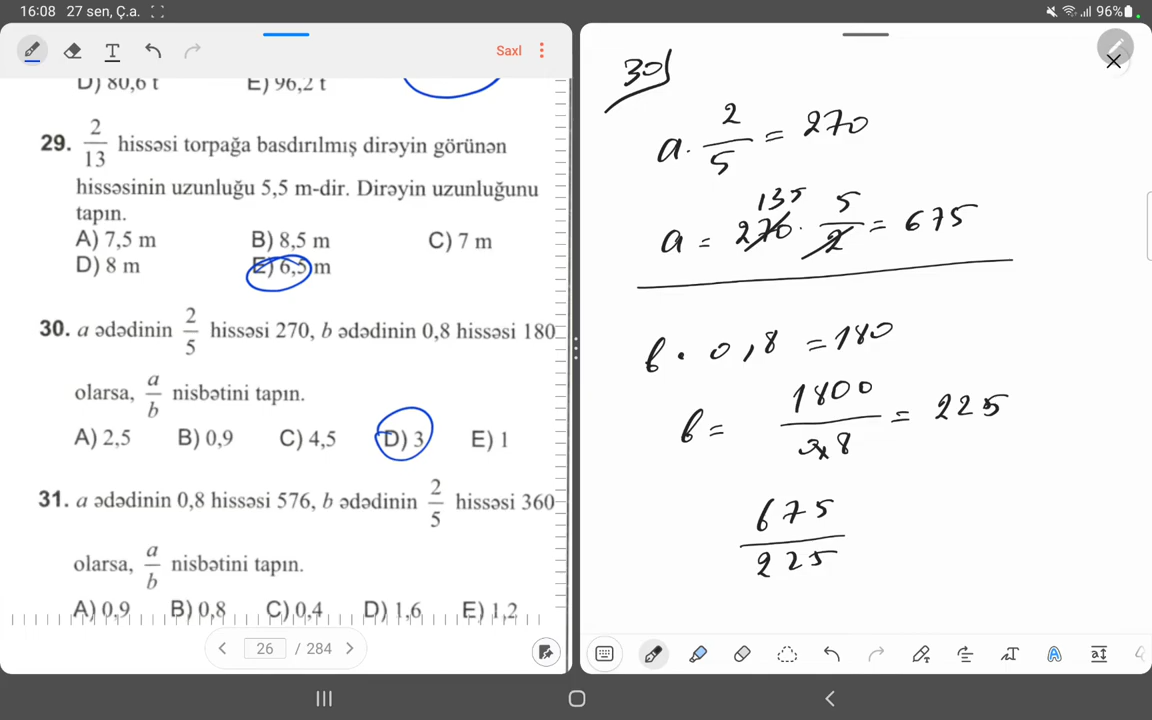 16:08 27 sen, Ç.a. 96%
Saxl
D) 80,6 t E) 96,2 t
29. 2/13 hissəsi torpağa basdırılmış dirəyin görünən
hissəsinin uzunluğu 5,5 m-dir. Dirəyin uzunluğunu
tapın.
A) 7,5 m B) 8,5 m C) 7 m
D) 8 m E) 6,5 m
30. a ədədinin 2/5 hissəsi 270, b ədədinin 0,8 hissəsi 180
olarsa, a/b nisbətini tapın.
A) 2,5 B) 0,9 C) 4,5 D) 3 E) 1
31. a ədədinin 0,8 hissəsi 576, b ədədinin 2/5 hissəsi 360
olarsa, a/b nisbətini tapın.
A) 0,9 B) 0,8 C) 0,4 D) 1,6 E) 1,2
26 / 284
30)
a · 2/5 = 270
135
a = 270 · 5/2 = 675
b · 0,8 = 180
b = 1800/0,8 = 225
675/225